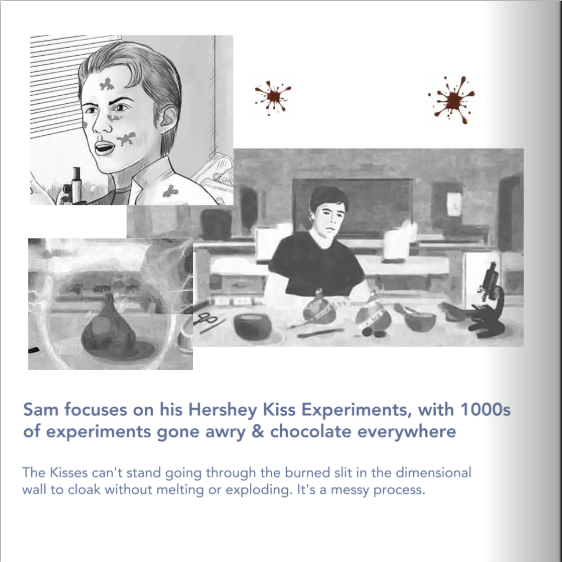 Sam focuses on his Hershey Kiss Experiments, with 1000s
of experiments gone awry & chocolate everywhere
The Kisses can't stand going through the burned slit in the dimensional
wall to cloak without melting or exploding. It's a messy process.